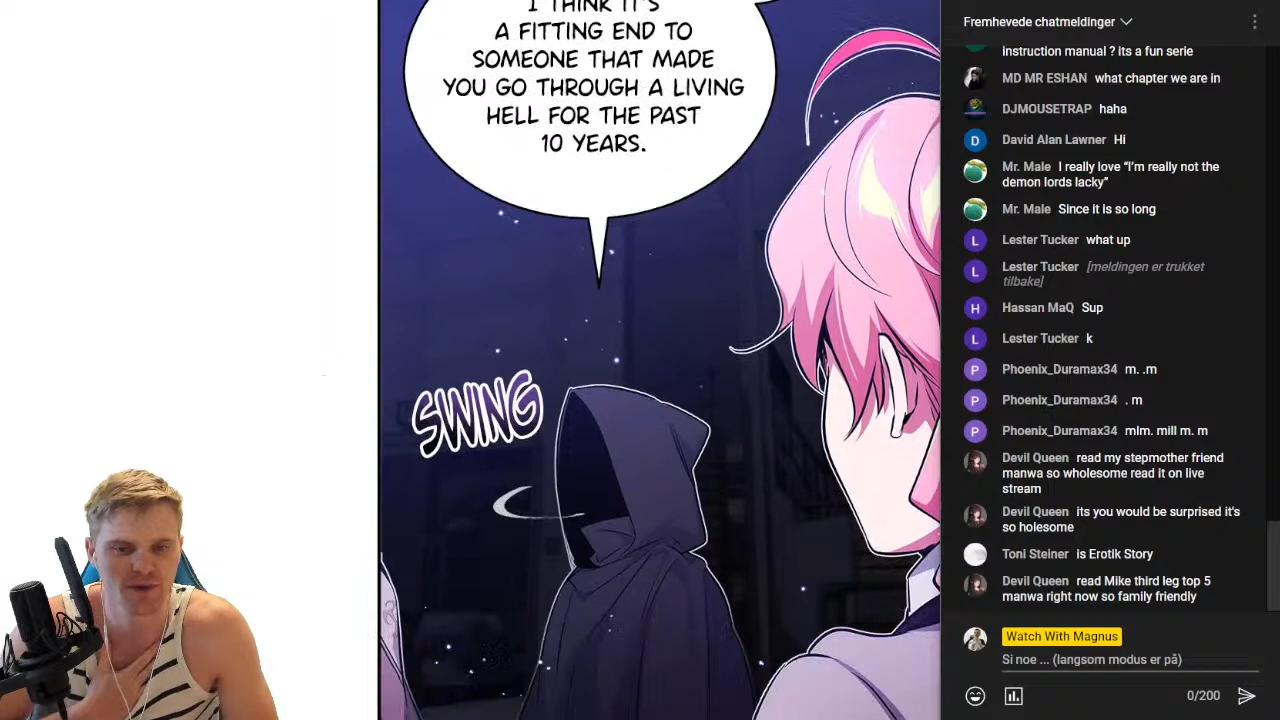 I THINK IT'S
A FITTING END TO
SOMEONE THAT MADE
YOU GO THROUGH A LIVING
HELL FOR THE PAST
10 YEARS.
SWING
Fremhevede chatmeldinger
instruction manual ? its a fun serie
MD MR ESHAN what chapter we are in
DJMOUSETRAP haha
D David Alan Lawner Hi
Mr. Male I really love “I’m really not the
demon lords lacky”
Mr. Male Since it is so long
L Lester Tucker what up
L Lester Tucker [meldingen er trukket
tilbake]
H Hassan MaQ Sup
L Lester Tucker k
P Phoenix_Duramax34 m. .m
P Phoenix_Duramax34 . m
P Phoenix_Duramax34 mlm. mill m. m
Devil Queen read my stepmother friend
manwa so wholesome read it on live
stream
Devil Queen its you would be surprised it's
so holesome
Toni Steiner is Erotik Story
Devil Queen read Mike third leg top 5
manwa right now so family friendly
Watch With Magnus
Si noe ... (langsom modus er på)
0/200